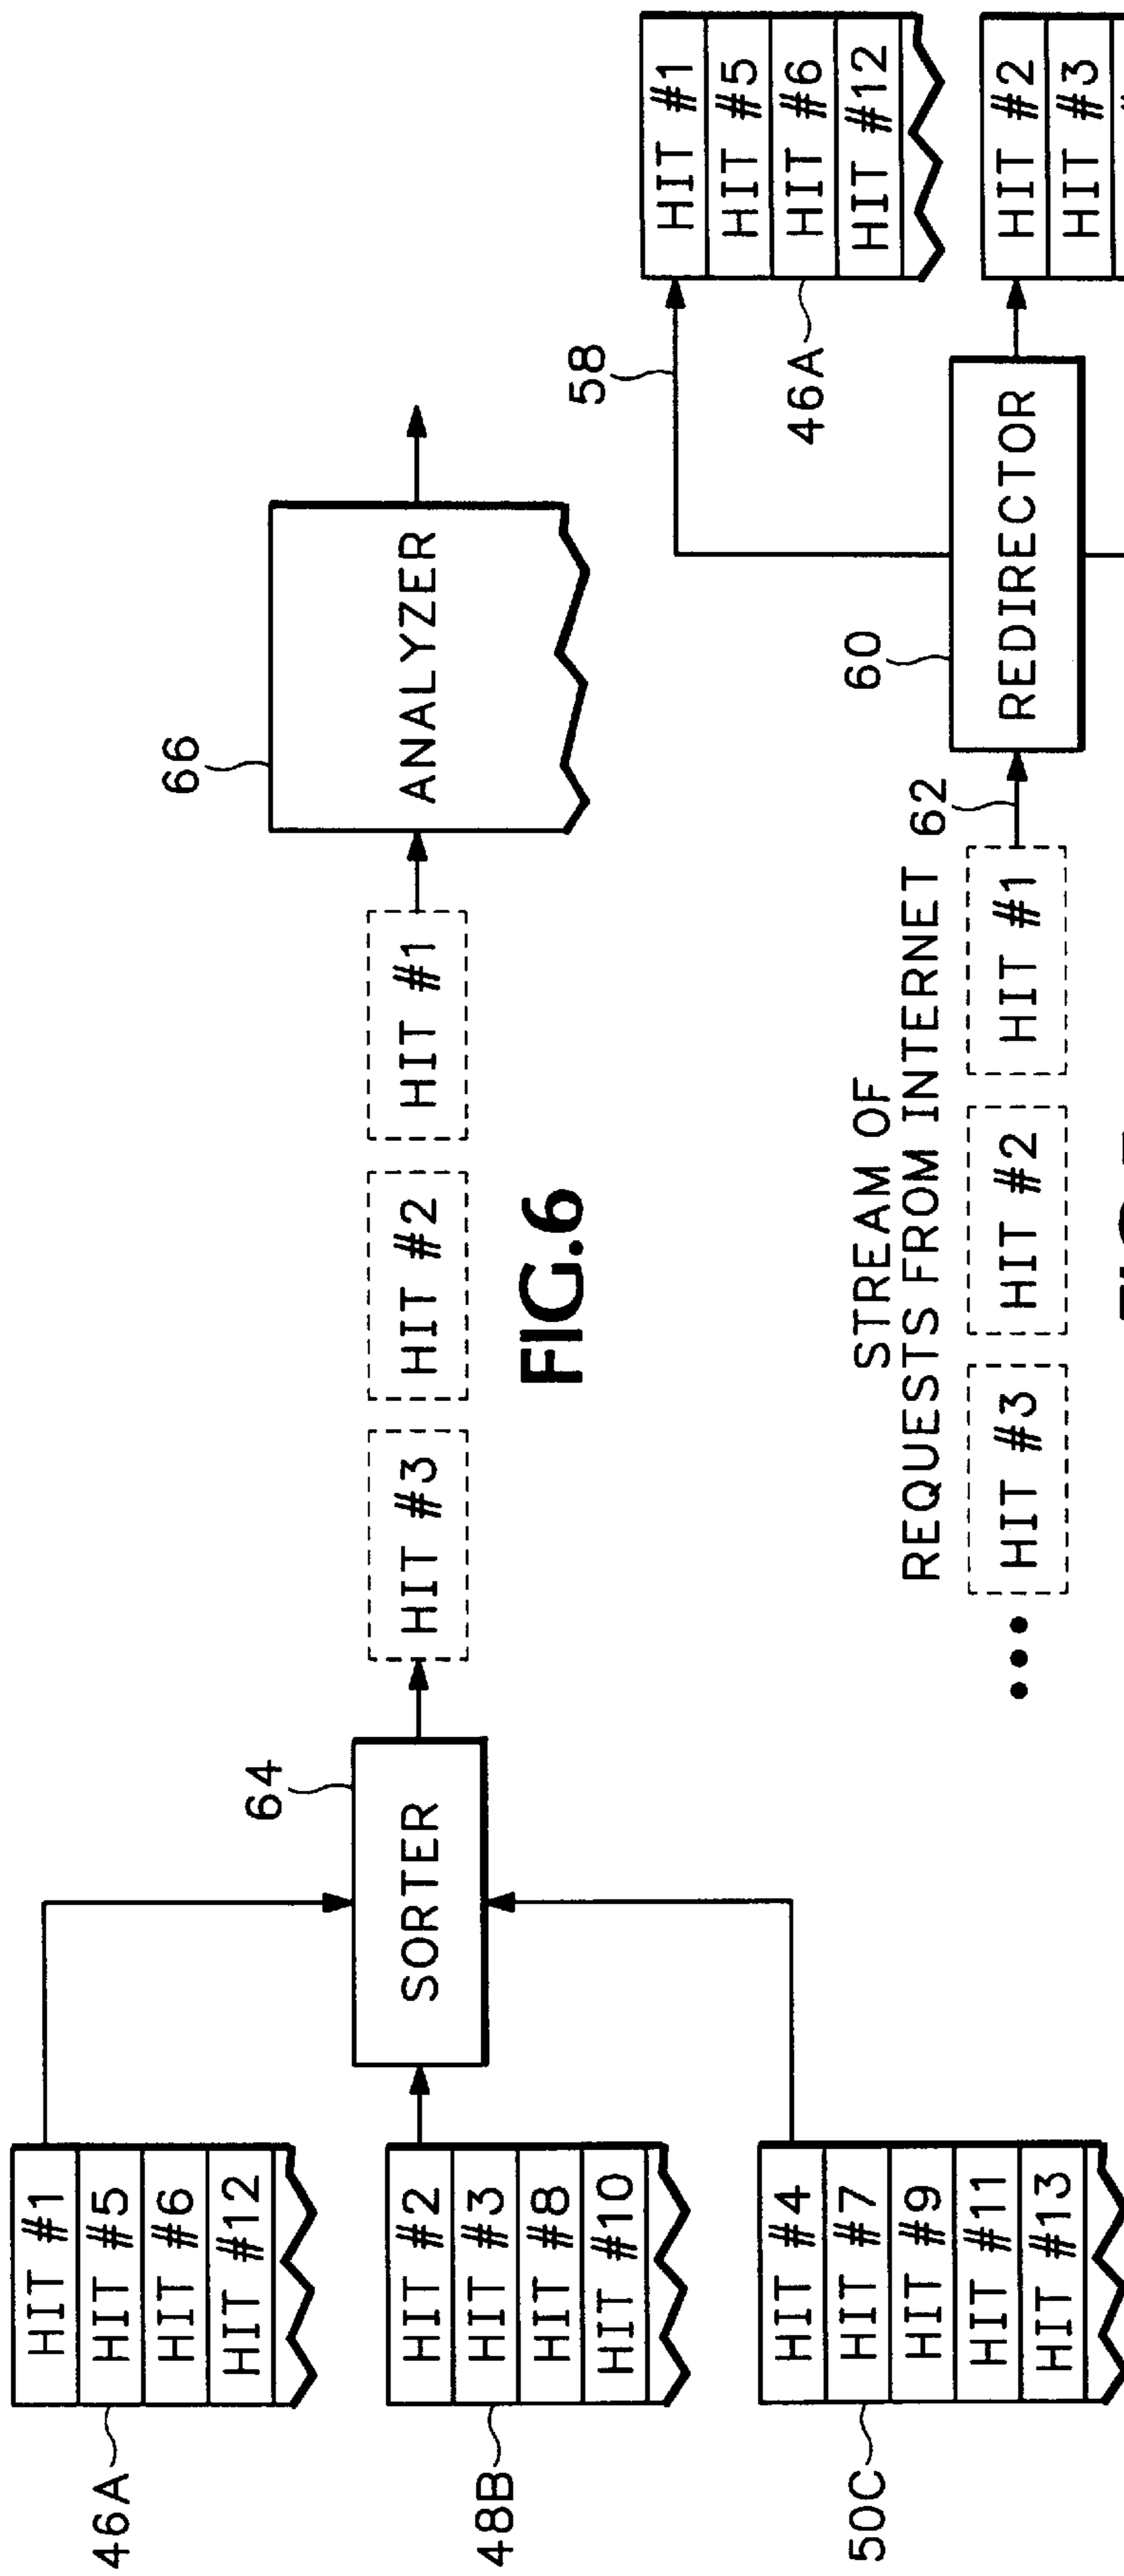 46A
HIT #1
HIT #5
HIT #6
HIT #12
48B
HIT #2
HIT #3
HIT #8
HIT #10
50C
HIT #4
HIT #7
HIT #9
HIT #11
HIT #13
64
SORTER
HIT #3
HIT #2
HIT #1
66
ANALYZER
FIG.6
STREAM OF
REQUESTS FROM INTERNET
HIT #3
HIT #2
HIT #1
62
60
REDIRECTOR
58
46A
HIT #1
HIT #5
HIT #6
HIT #12
HIT #2
HIT #3